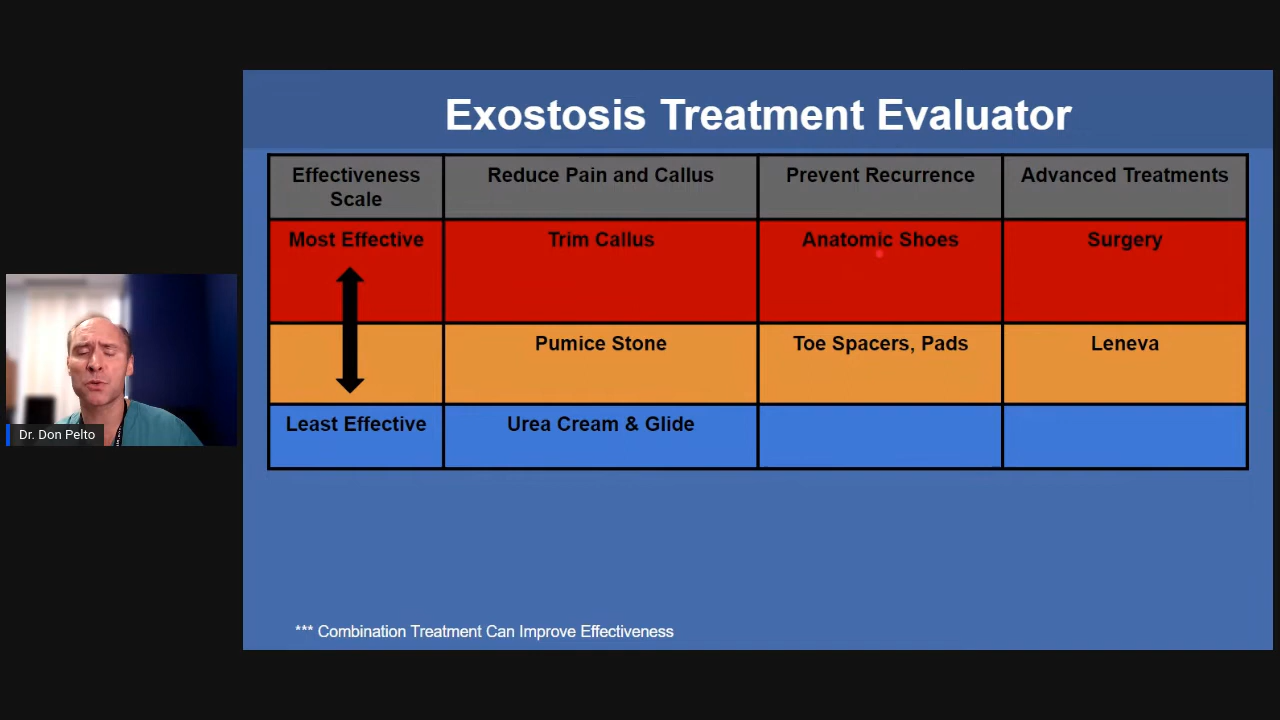 Exostosis Treatment Evaluator
Effectiveness
Scale
Reduce Pain and Callus
Prevent Recurrence
Advanced Treatments
Most Effective
Trim Callus
Anatomic Shoes
Surgery
Pumice Stone
Toe Spacers, Pads
Leneva
Least Effective
Urea Cream & Glide
Dr. Don Pelto
*** Combination Treatment Can Improve Effectiveness